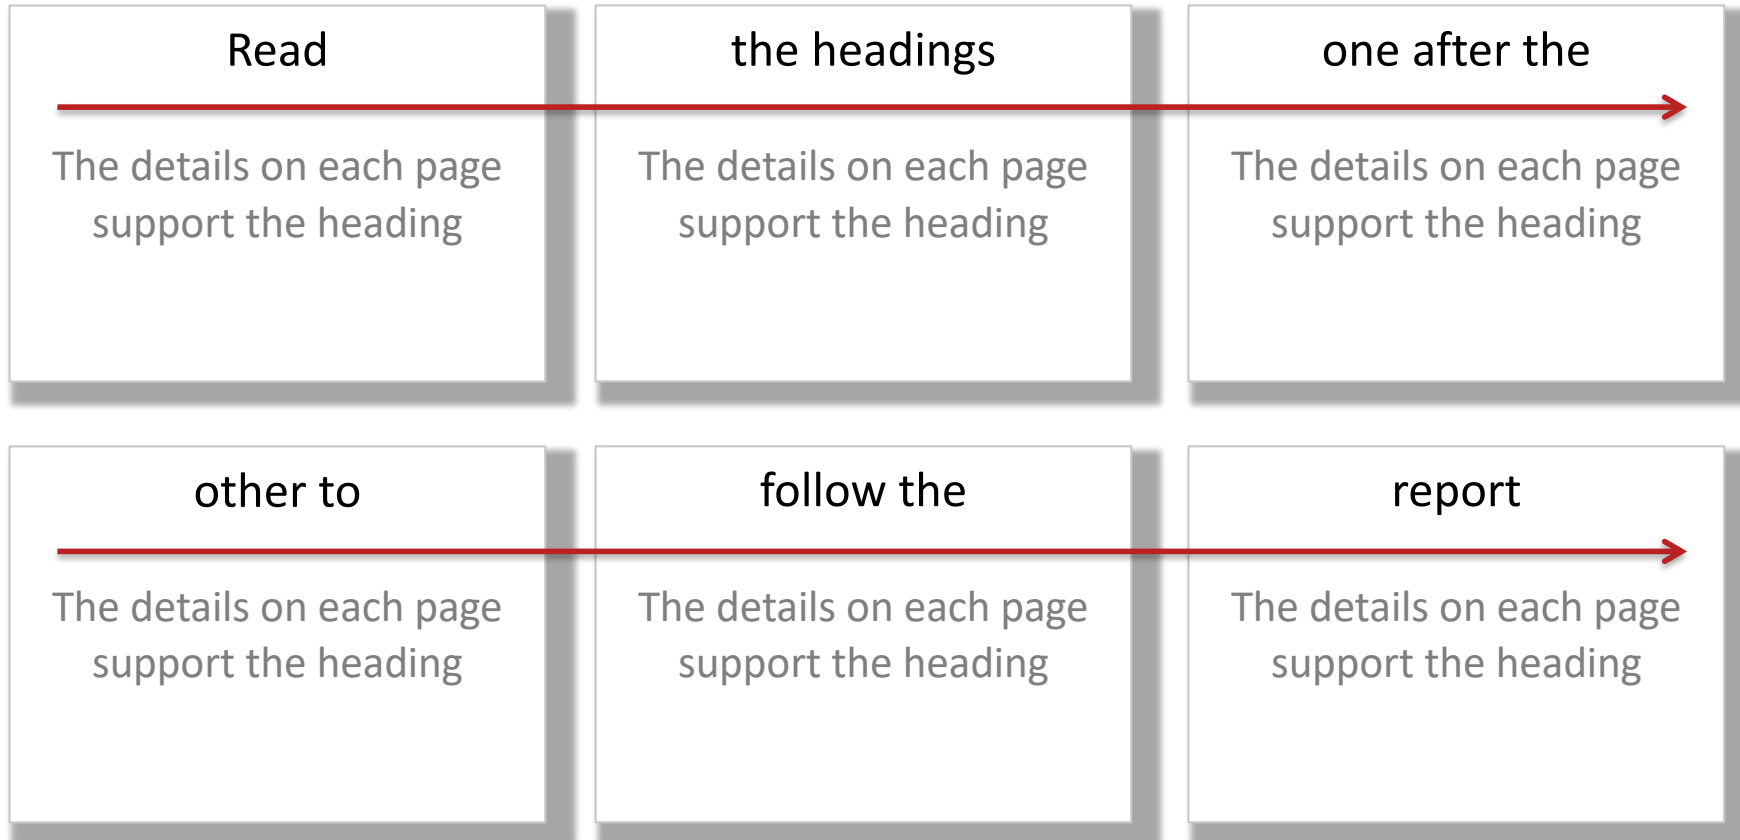 Read
the headings
one after the
The details on each page
support the heading
The details on each page
support the heading
The details on each page
support the heading
other to
follow the
report
The details on each page
support the heading
The details on each page
support the heading
The details on each page
support the heading